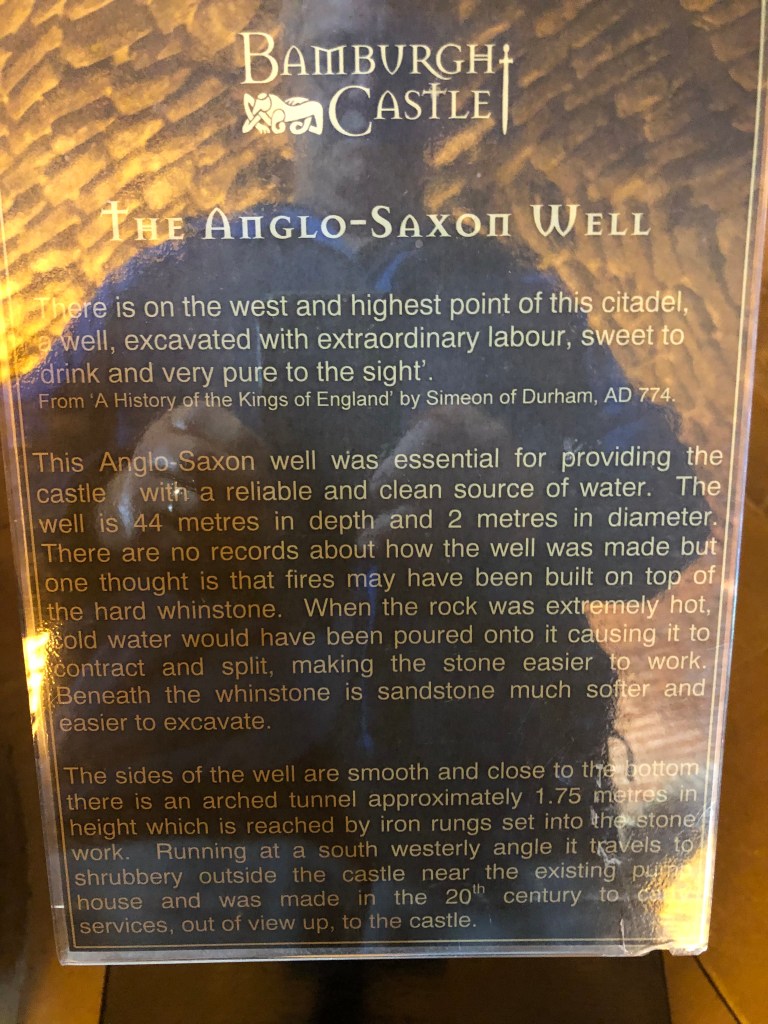 BAMBURGH
CASTLE
THE ANGLO-SAXON WELL
There is on the west and highest point of this citadel,
a well, excavated with extraordinary labour, sweet to
drink and very pure to the sight'.
From 'A History of the Kings of England' by Simeon of Durham, AD 774.
This Anglo-Saxon well was essential for providing the
castle with a reliable and clean source of water. The
well is 44 metres in depth and 2 metres in diameter.
There are no records about how the well was made but
one thought is that fires may have been built on top of
the hard whinstone. When the rock was extremely hot,
cold water would have been poured onto it causing it to
contract and split, making the stone easier to work.
Beneath the whinstone is sandstone much softer and
easier to excavate.
The sides of the well are smooth and close to the bottom
there is an arched tunnel approximately 1.75 metres in
height which is reached by iron rungs set into the stone
work. Running at a south westerly angle it travels to
shrubbery outside the castle near the existing pump
house and was made in the 20th century to
services, out of view up, to the castle.